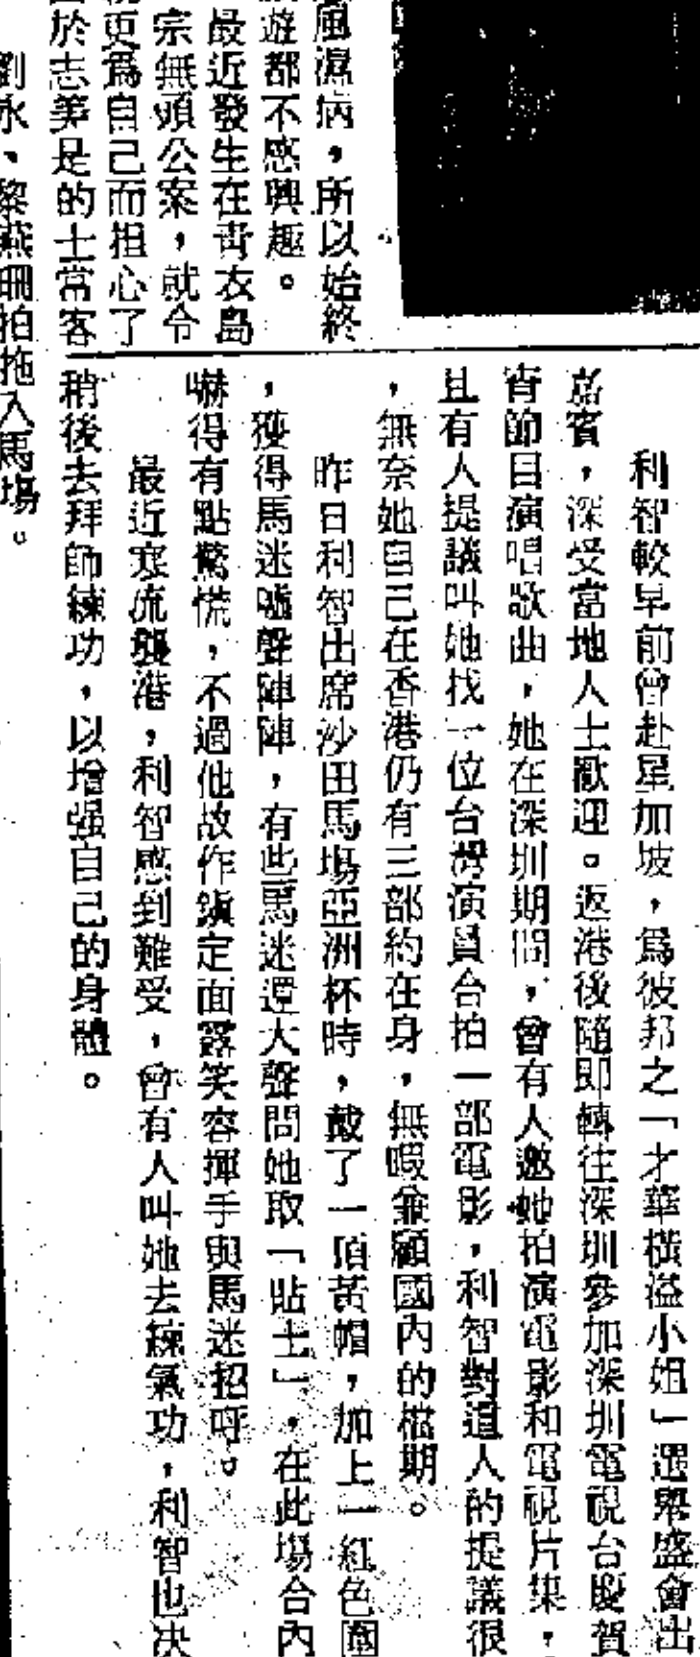 風濕病，所以始終
遊都不感興趣。
最近發生在青衣島
宗無頭公案，就令
更爲自己而担心了
於志笋是的士常客
劉永、黎燕珊拍拖入馬塲。
利智較早前曾赴星加坡，爲彼邦之「才華橫溢小姐」選舉盛會出
嘉賓，深受當地人士歡迎。返港後隨即轉往深圳參加深圳電視台慶賀
宵節目演唱歌曲，她在深圳期間，曾有人邀她拍演電影和電視片集，
且有人提議叫她找一位台灣演員合拍一部電影，利智對這人的提議很
，無奈她自己在香港仍有三部約在身，無暇兼顧國內的檔期。
昨日利智出席沙田馬塲亞洲杯時，戴了一頂黃帽，加上一紅色圍
，獲得馬迷噓聲陣陣，有些馬迷還大聲問她取「貼士」，在此塲合內
嚇得有點驚慌，不過他故作鎮定面露笑容揮手與馬迷招呼。
最近寒流襲港，利智感到難受，曾有人叫她去練氣功，利智也决
稍後去拜師練功，以增强自己的身體。